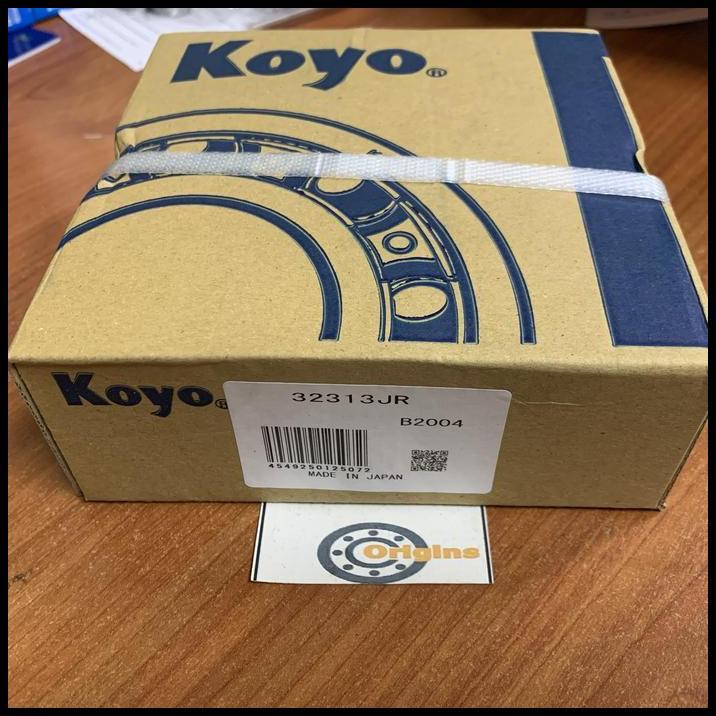 Koyo®
Koyo®
32313JR
B2004
4549250125072
MADE IN JAPAN
Origins